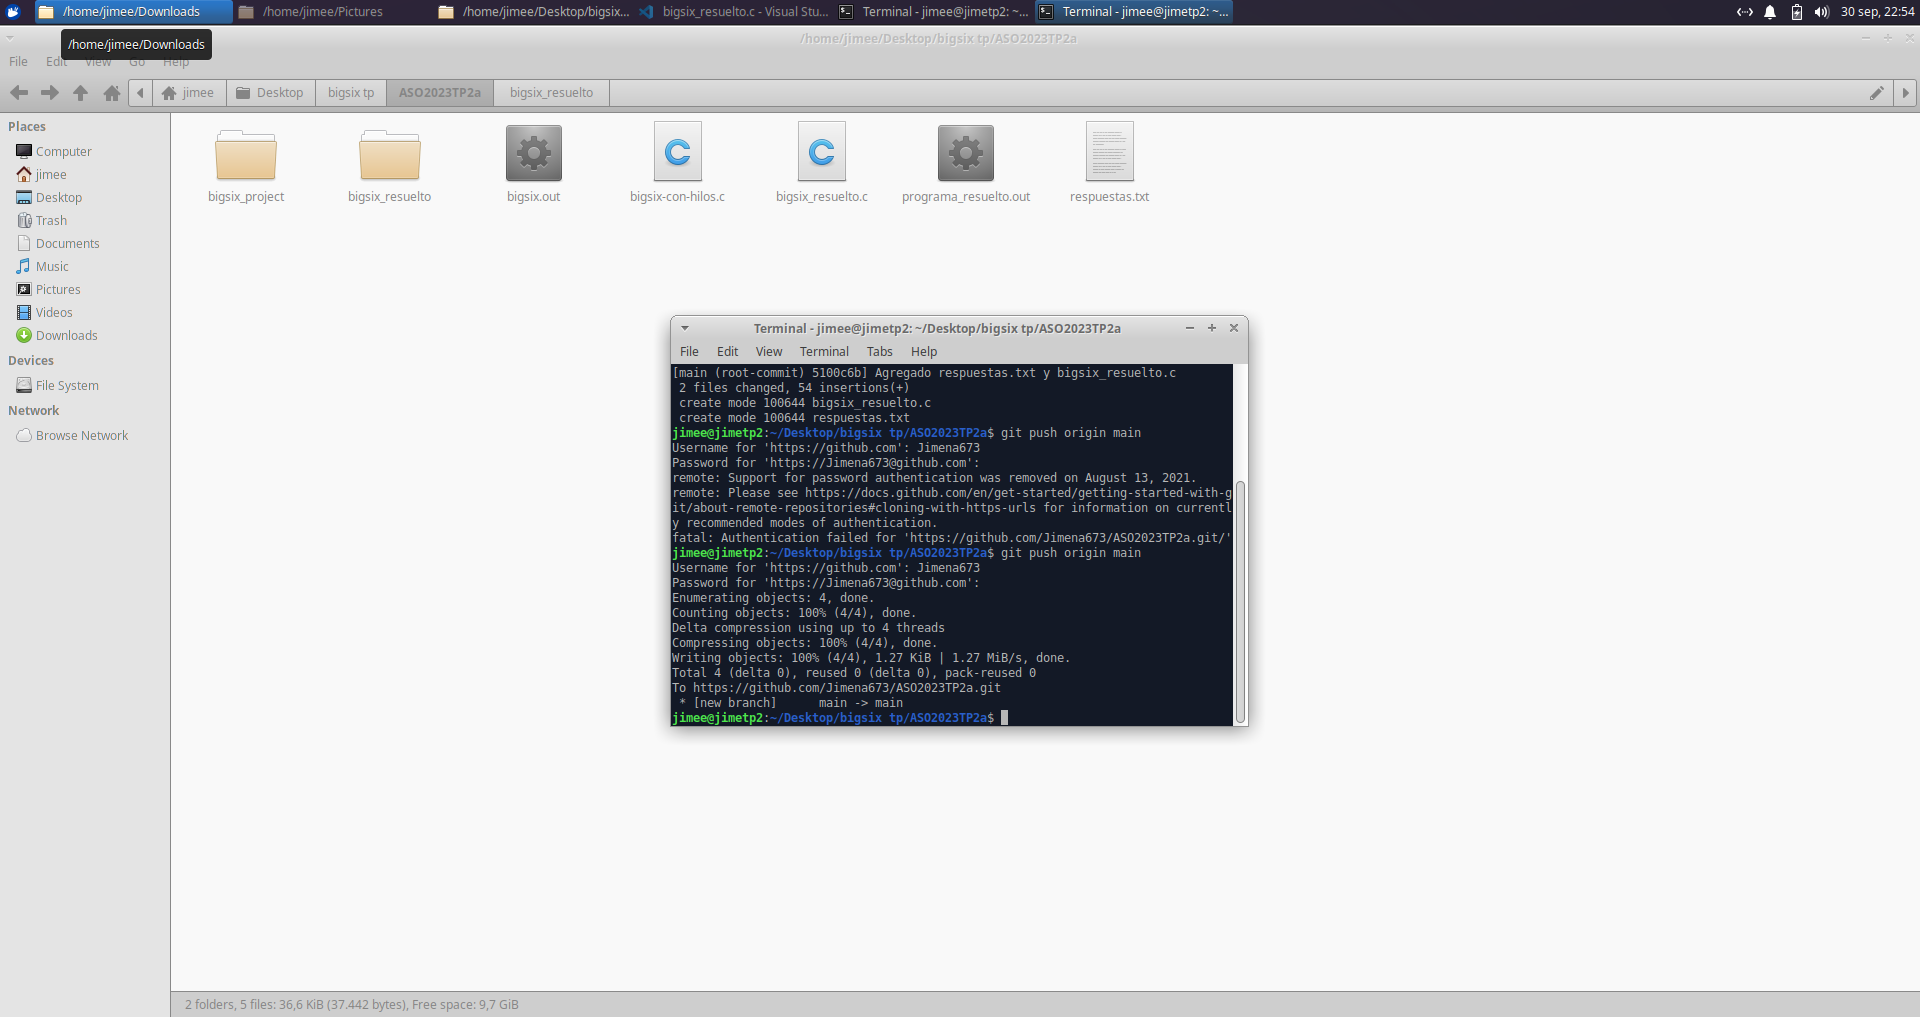 /home/jimee/Downloads
/home/jimee/Pictures
/home/jimee/Desktop/bigsix...
bigsix_resuelto.c - Visual Stu...
Terminal - jimee@jimetp2: ~...
Terminal - jimee@jimetp2: ~...
30 sep, 22:54
/home/jimee/Downloads
/home/jimee/Desktop/bigsix tp/ASO2023TP2a
File Edit View Go Help
jimee
Desktop
bigsix tp
ASO2023TP2a
bigsix_resuelto
Places
Computer
jimee
Desktop
Trash
Documents
Music
Pictures
Videos
Downloads
Devices
File System
Network
Browse Network
bigsix_project
bigsix_resuelto
bigsix.out
bigsix-con-hilos.c
bigsix_resuelto.c
programa_resuelto.out
respuestas.txt
Terminal - jimee@jimetp2: ~/Desktop/bigsix tp/ASO2023TP2a
File Edit View Terminal Tabs Help
[main (root-commit) 5100c6b] Agregado respuestas.txt y bigsix_resuelto.c
2 files changed, 54 insertions(+)
create mode 100644 bigsix_resuelto.c
create mode 100644 respuestas.txt
jimee@jimetp2:~/Desktop/bigsix tp/ASO2023TP2a$ git push origin main
Username for 'https://github.com': Jimena673
Password for 'https://Jimena673@github.com':
remote: Support for password authentication was removed on August 13, 2021.
remote: Please see https://docs.github.com/en/get-started/getting-started-with-g
it/about-remote-repositories#cloning-with-https-urls for information on currentl
y recommended modes of authentication.
fatal: Authentication failed for 'https://github.com/Jimena673/ASO2023TP2a.git/'
jimee@jimetp2:~/Desktop/bigsix tp/ASO2023TP2a$ git push origin main
Username for 'https://github.com': Jimena673
Password for 'https://Jimena673@github.com':
Enumerating objects: 4, done.
Counting objects: 100% (4/4), done.
Delta compression using up to 4 threads
Compressing objects: 100% (4/4), done.
Writing objects: 100% (4/4), 1.27 KiB | 1.27 MiB/s, done.
Total 4 (delta 0), reused 0 (delta 0), pack-reused 0
To https://github.com/Jimena673/ASO2023TP2a.git
* [new branch]      main -> main
jimee@jimetp2:~/Desktop/bigsix tp/ASO2023TP2a$
2 folders, 5 files: 36,6 KiB (37.442 bytes), Free space: 9,7 GiB